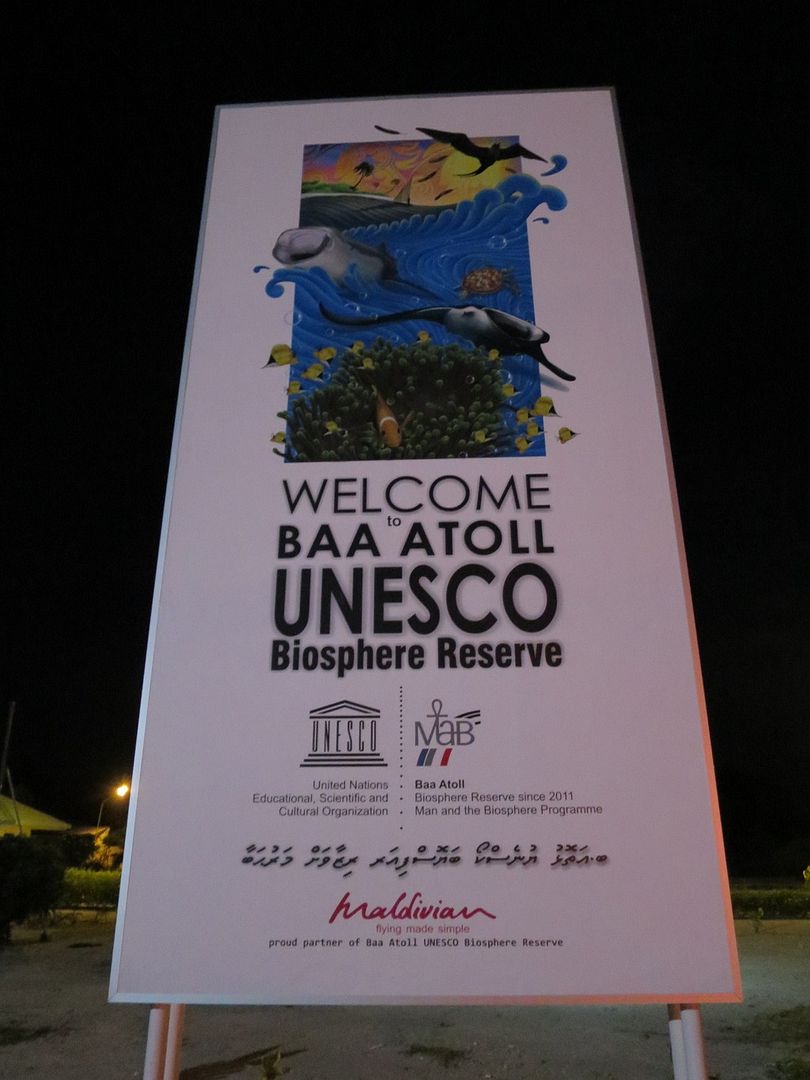 WELCOME
to
BAA ATOLL
UNESCO
Biosphere Reserve
UNESCO
MaB
United Nations
Educational, Scientific and
Cultural Organization
Baa Atoll
Biosphere Reserve since 2011
Man and the Biosphere Programme
ބ.އަތޮޅު ޔުނެސްކޯ ބަޔޮސްފިއަރ ރިޒާވަށް މަރުޙަބާ
Maldivian
flying made simple
proud partner of Baa Atoll UNESCO Biosphere Reserve